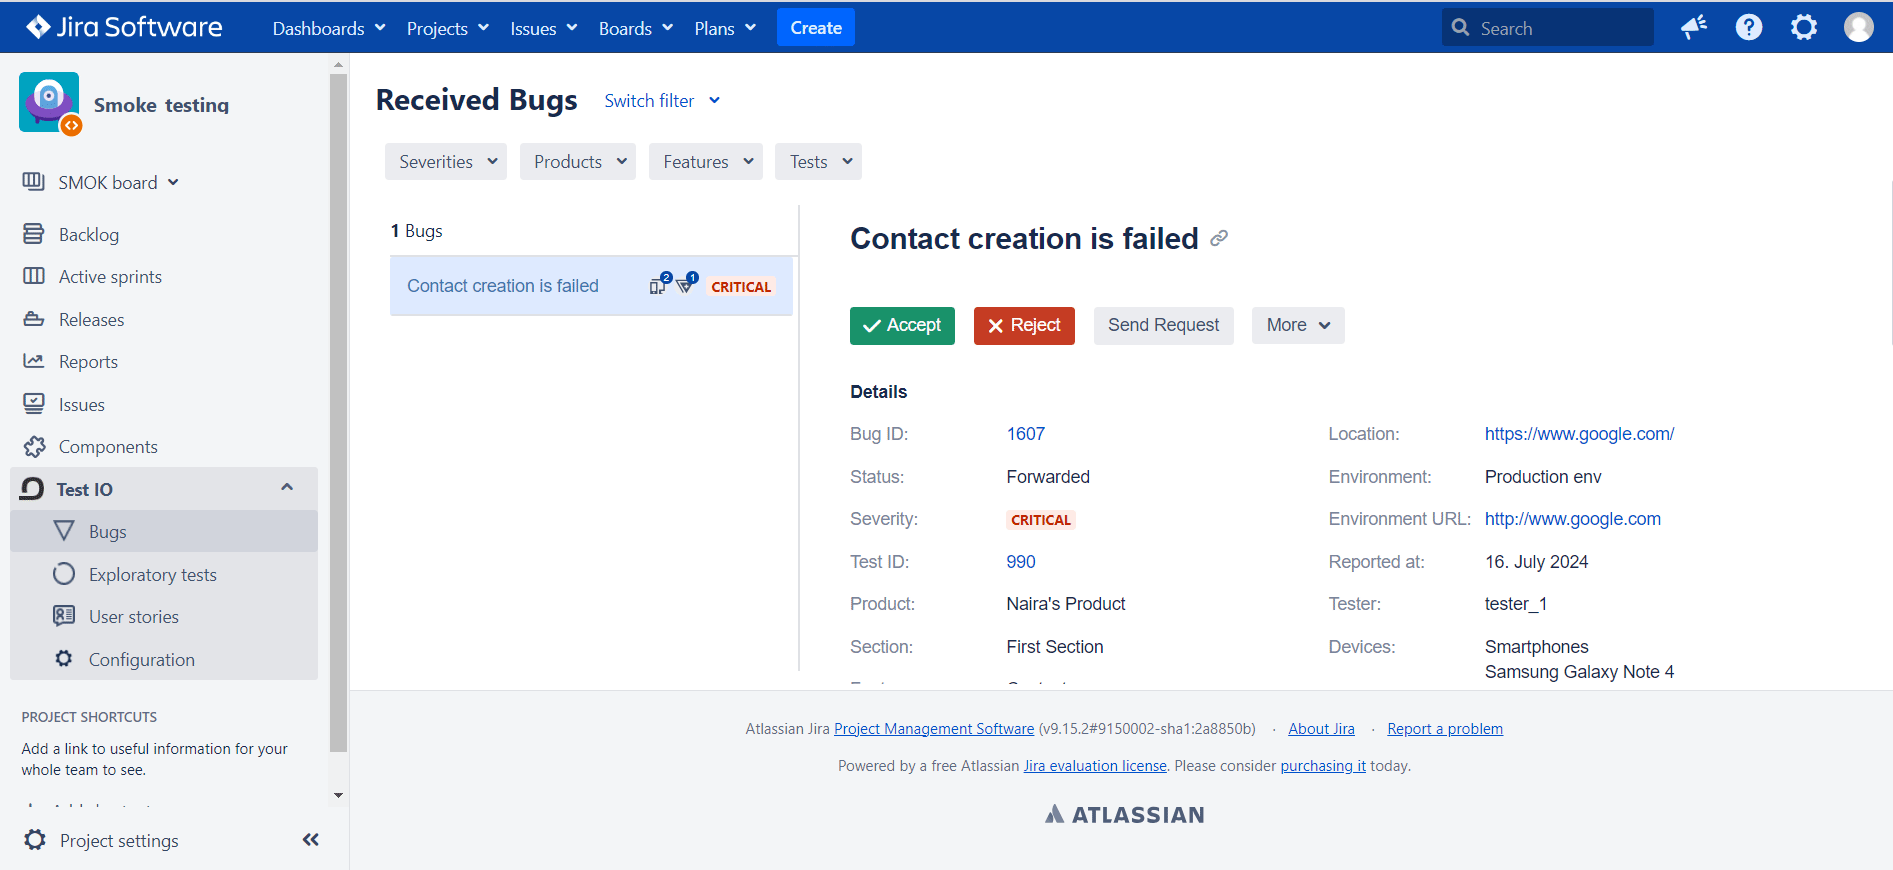 Jira Software Dashboards Projects Issues Boards Plans Create Search
Smoke testing
SMOK board
Backlog
Active sprints
Releases
Reports
Issues
Components
Test IO
Bugs
Exploratory tests
User stories
Configuration
PROJECT SHORTCUTS
Add a link to useful information for your
whole team to see.
Project settings
Received Bugs Switch filter
Severities Products Features Tests
1 Bugs
Contact creation is failed 2 1 CRITICAL
Contact creation is failed
Accept Reject Send Request More
Details
Bug ID: 1607 Location: https://www.google.com/
Status: Forwarded Environment: Production env
Severity: CRITICAL Environment URL: http://www.google.com
Test ID: 990 Reported at: 16. July 2024
Product: Naira's Product Tester: tester_1
Section: First Section Devices: Smartphones
Samsung Galaxy Note 4
Atlassian Jira Project Management Software (v9.15.2#9150002-sha1:2a8850b) · About Jira · Report a problem
Powered by a free Atlassian Jira evaluation license. Please consider purchasing it today.
ATLASSIAN